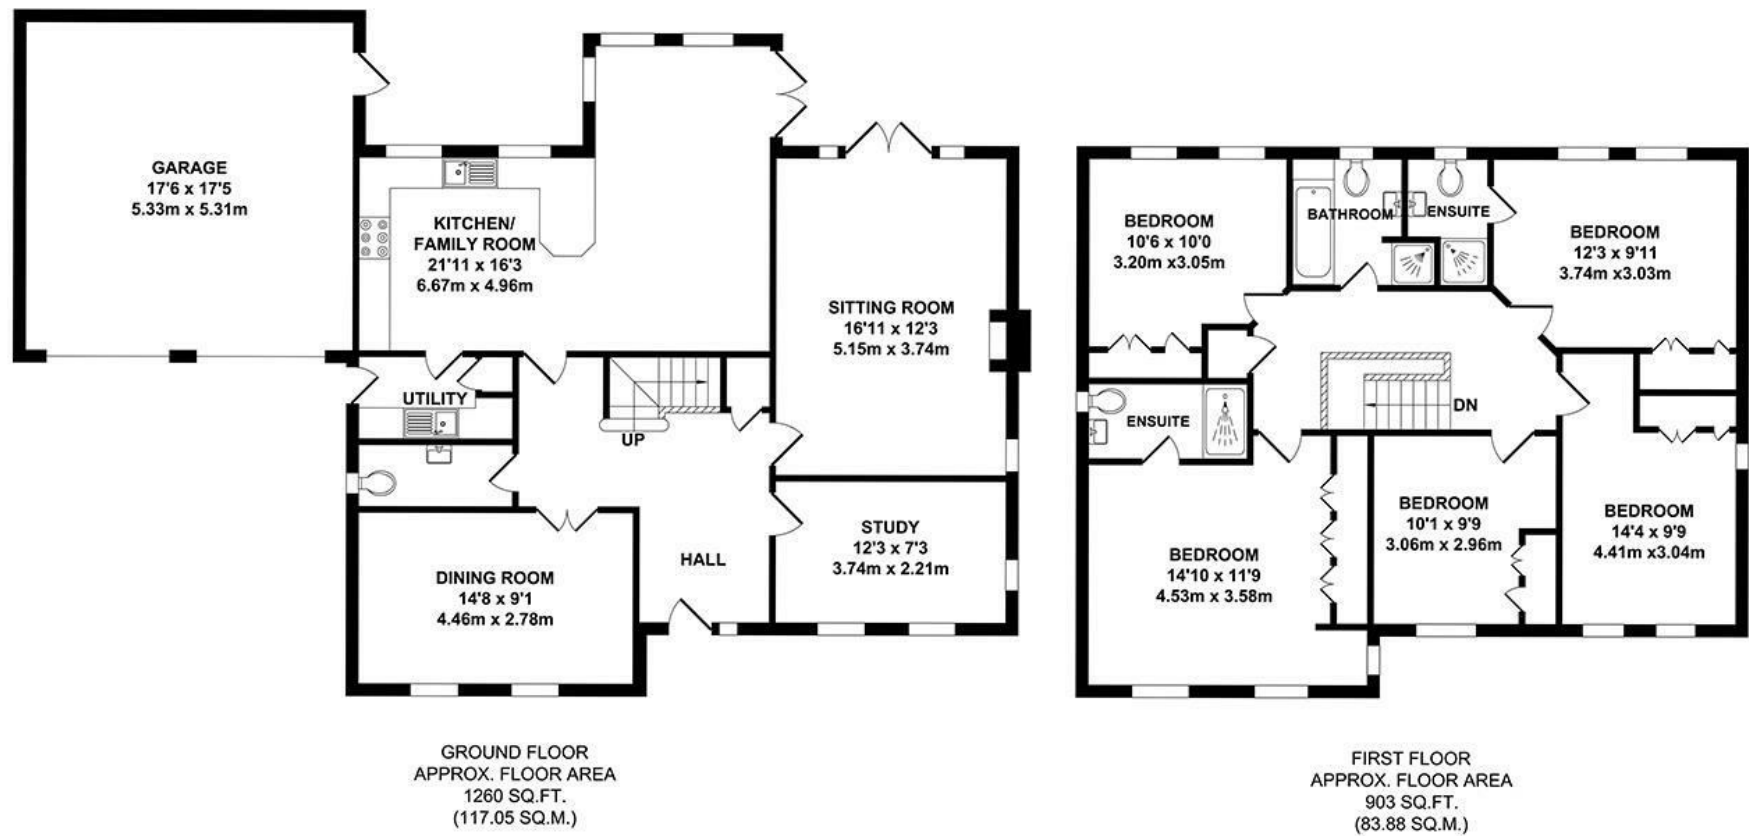 GARAGE
17'6 x 17'5
5.33m x 5.31m
KITCHEN/
FAMILY ROOM
21'11 x 16'3
6.67m x 4.96m
SITTING ROOM
16'11 x 12'3
5.15m x 3.74m
UTILITY
UP
HALL
STUDY
12'3 x 7'3
3.74m x 2.21m
DINING ROOM
14'8 x 9'1
4.46m x 2.78m
GROUND FLOOR
APPROX. FLOOR AREA
1260 SQ.FT.
(117.05 SQ.M.)
BEDROOM
10'6 x 10'0
3.20m x3.05m
BATHROOM
ENSUITE
BEDROOM
12'3 x 9'11
3.74m x3.03m
ENSUITE
DN
BEDROOM
14'10 x 11'9
4.53m x 3.58m
BEDROOM
10'1 x 9'9
3.06m x 2.96m
BEDROOM
14'4 x 9'9
4.41m x3.04m
FIRST FLOOR
APPROX. FLOOR AREA
903 SQ.FT.
(83.88 SQ.M.)